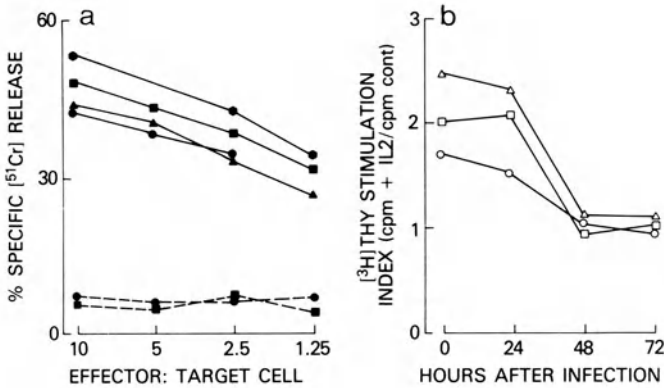 a
60
30
0
% SPECIFIC [⁵¹Cr] RELEASE
10 5 2.5 1.25
EFFECTOR: TARGET CELL
b
3
2
1
0
[³H]THY STIMULATION
INDEX (cpm + IL2/cpm cont)
0 24 48 72
HOURS AFTER INFECTION